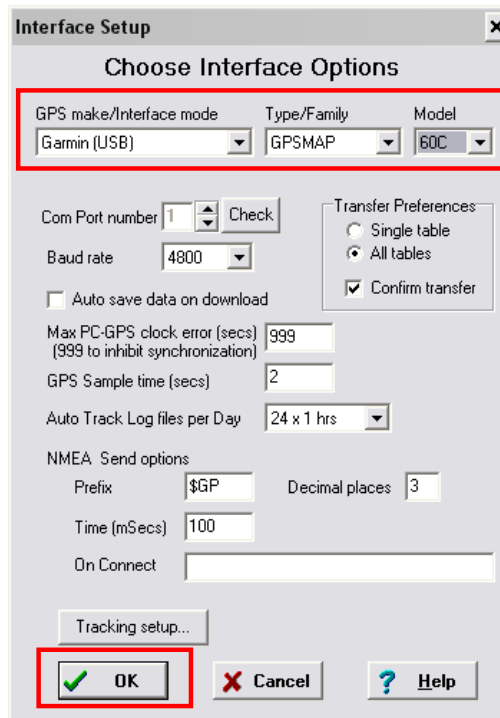 Interface Setup
Choose Interface Options
GPS make/Interface mode Type/Family Model
Garmin (USB) GPSMAP 60C
Com Port number 1 Check
Transfer Preferences
Single table
All tables
Confirm transfer
Baud rate 4800
Auto save data on download
Max PC-GPS clock error (secs) 999
(999 to inhibit synchronization)
GPS Sample time (secs) 2
Auto Track Log files per Day 24 x 1 hrs
NMEA Send options
Prefix $GP Decimal places 3
Time (mSecs) 100
On Connect
Tracking setup...
OK Cancel ? Help